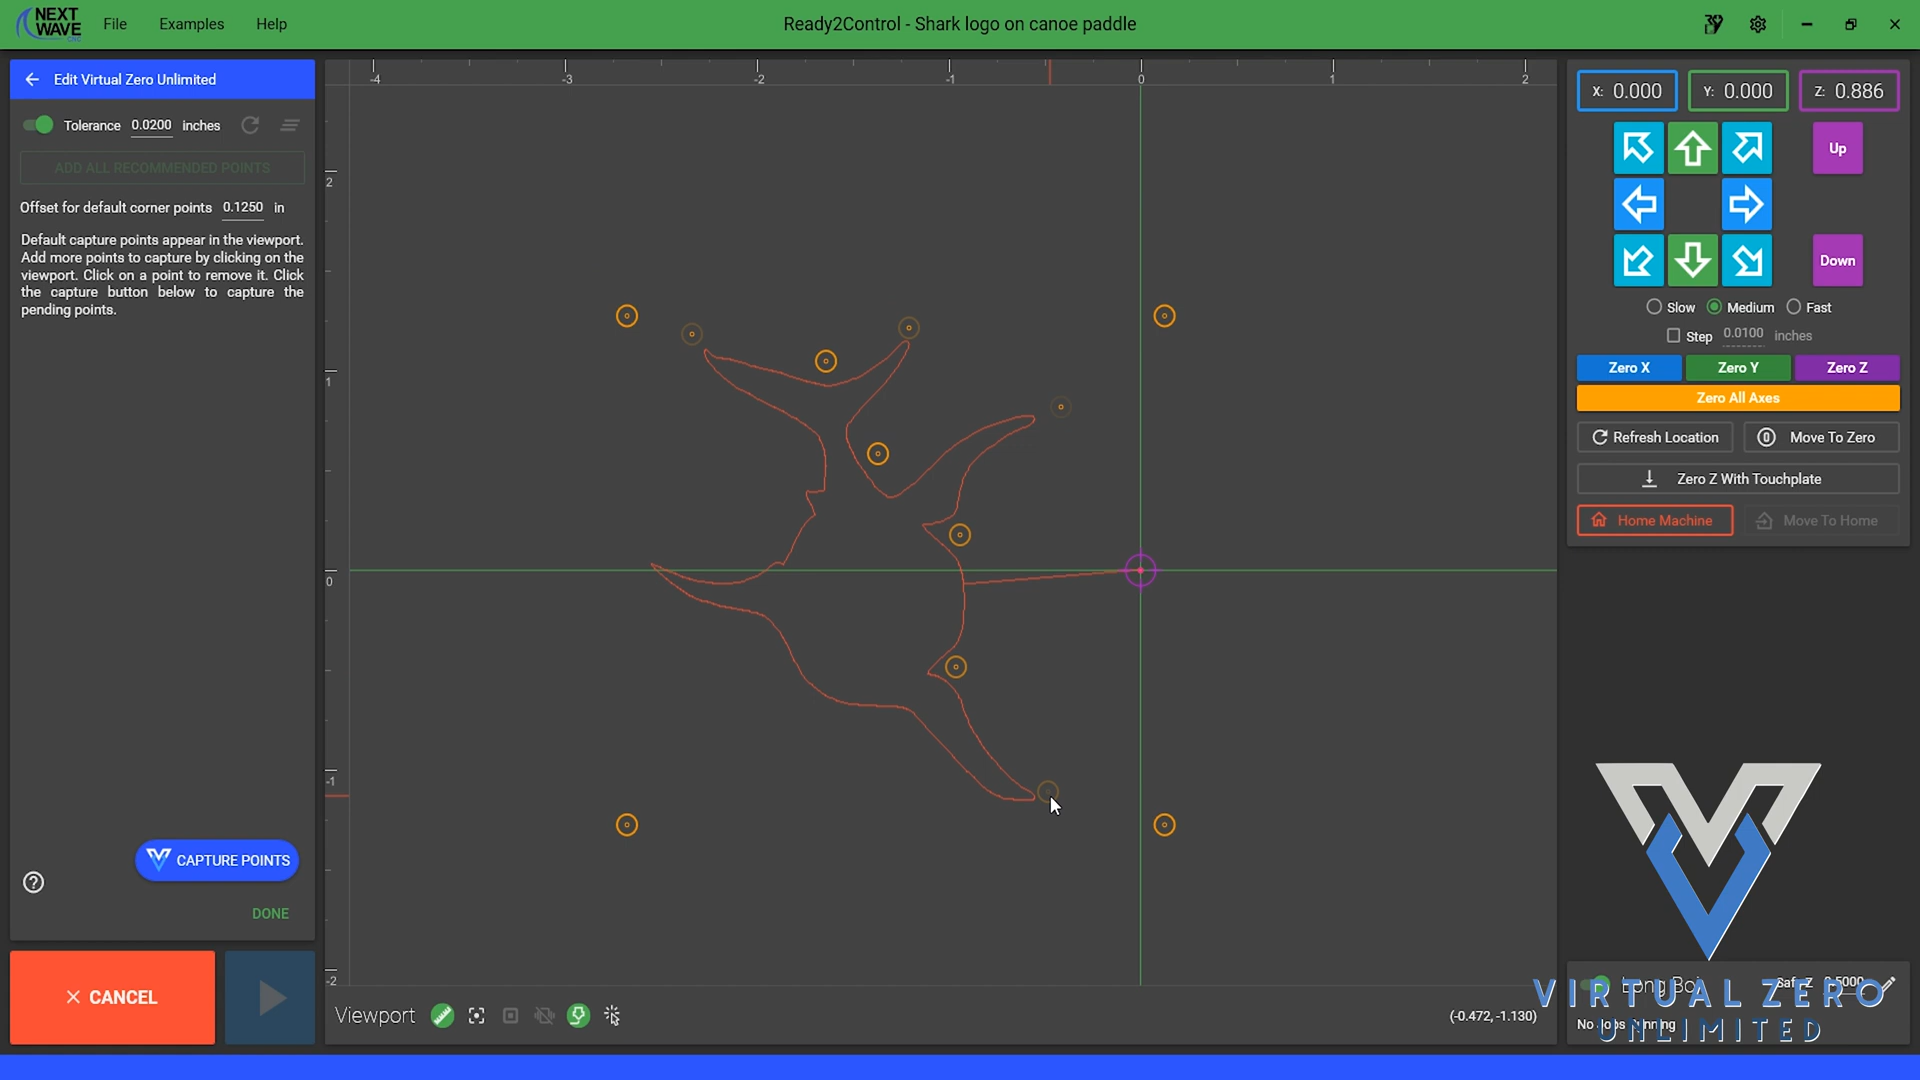 NEXT WAVE CNC
File Examples Help
Ready2Control - Shark logo on canoe paddle
Edit Virtual Zero Unlimited
Tolerance 0.0200 inches
ADD ALL RECOMMENDED POINTS
Offset for default corner points 0.1250 in
Default capture points appear in the viewport.
Add more points to capture by clicking on the
viewport. Click on a point to remove it. Click
the capture button below to capture the
pending points.
CAPTURE POINTS
DONE
CANCEL
-4 -3 -2 -1 0 1 2
2
1
0
-1
-2
Viewport
(-0.472, -1.130)
X: 0.000 Y: 0.000 Z: 0.886
Up
Down
Slow Medium Fast
Step 0.0100 inches
Zero X Zero Y Zero Z
Zero All Axes
Refresh Location Move To Zero
Zero Z With Touchplate
Home Machine Move To Home
VIRTUAL ZERO
UNLIMITED